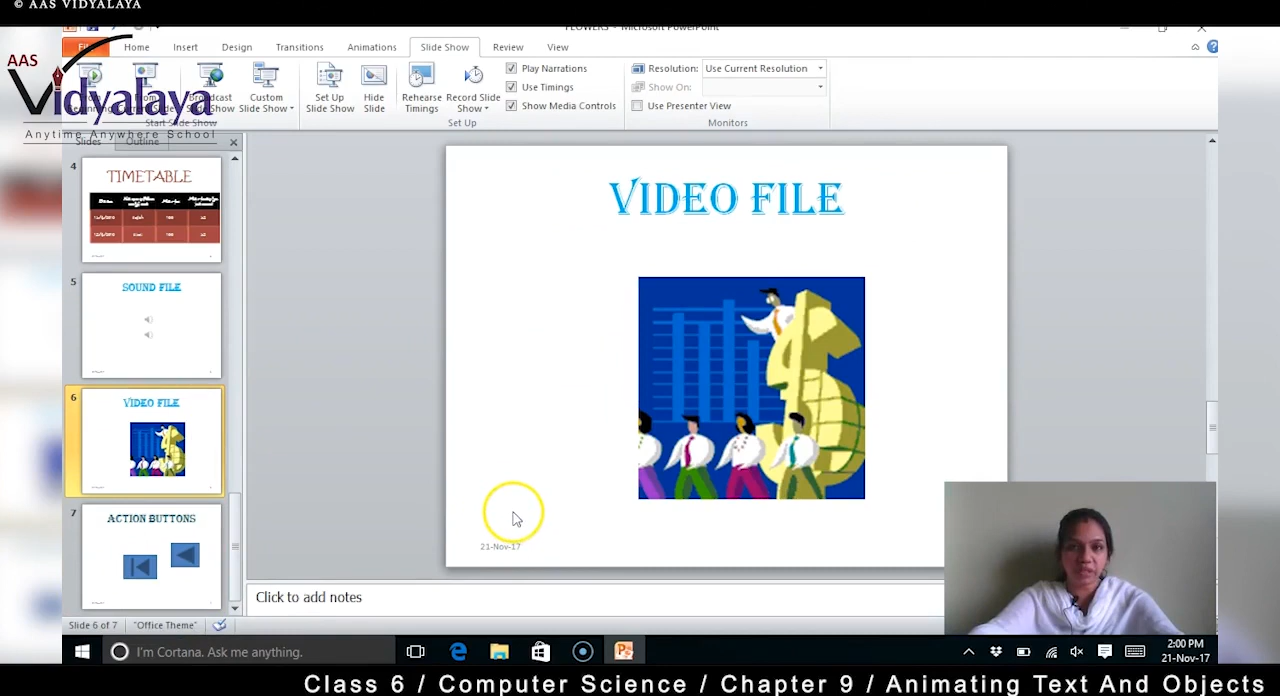 © AAS VIDYALAYA
FLOWERS - Microsoft PowerPoint
AAS
Vidyalaya
Anytime Anywhere School
File Home Insert Design Transitions Animations Slide Show Review View
Broadcast Slide Show
Custom Slide Show
Set Up Slide Show
Hide Slide
Rehearse Timings
Record Slide Show
Play Narrations
Use Timings
Show Media Controls
Resolution: Use Current Resolution
Show On:
Use Presenter View
Start Slide Show
Set Up
Monitors
Slides Outline
4
TIMETABLE
5
SOUND FILE
6
VIDEO FILE
7
ACTION BUTTONS
VIDEO FILE
21-Nov-17
Click to add notes
Slide 6 of 7 "Office Theme"
I'm Cortana. Ask me anything.
2:00 PM
21-Nov-17
Class 6 / Computer Science / Chapter 9 / Animating Text And Objects